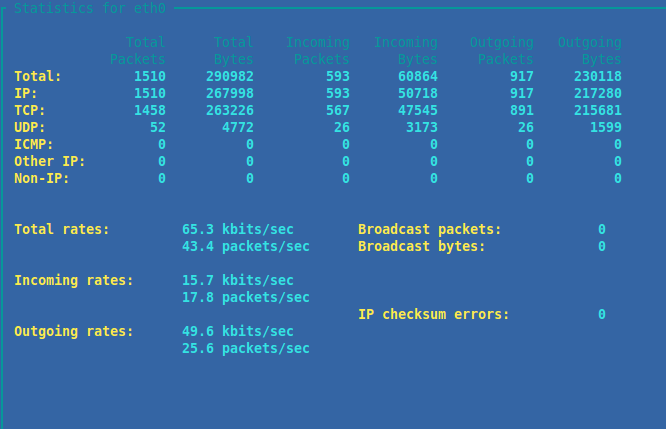 Statistics for eth0
Total Total Incoming Incoming Outgoing Outgoing
Packets Bytes Packets Bytes Packets Bytes
Total: 1510 290982 593 60864 917 230118
IP: 1510 267998 593 50718 917 217280
TCP: 1458 263226 567 47545 891 215681
UDP: 52 4772 26 3173 26 1599
ICMP: 0 0 0 0 0 0
Other IP: 0 0 0 0 0 0
Non-IP: 0 0 0 0 0 0
Total rates: 65.3 kbits/sec Broadcast packets: 0
43.4 packets/sec Broadcast bytes: 0
Incoming rates: 15.7 kbits/sec
17.8 packets/sec
IP checksum errors: 0
Outgoing rates: 49.6 kbits/sec
25.6 packets/sec